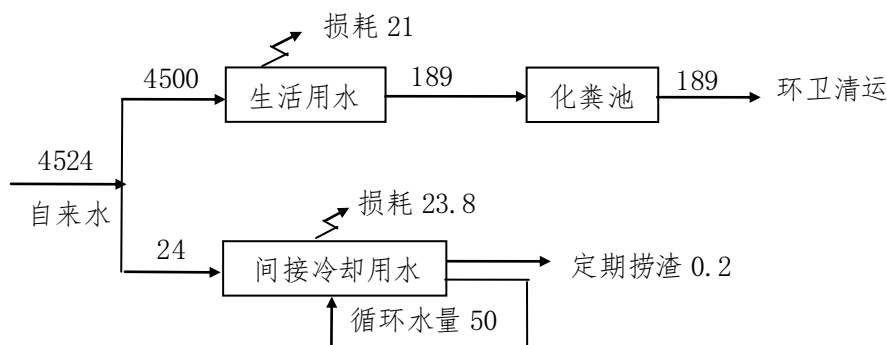 损耗 21
4500
生活用水
189
化粪池
189
环卫清运
4524
自来水
损耗 23.8
24
间接冷却用水
定期捞渣 0.2
循环水量 50